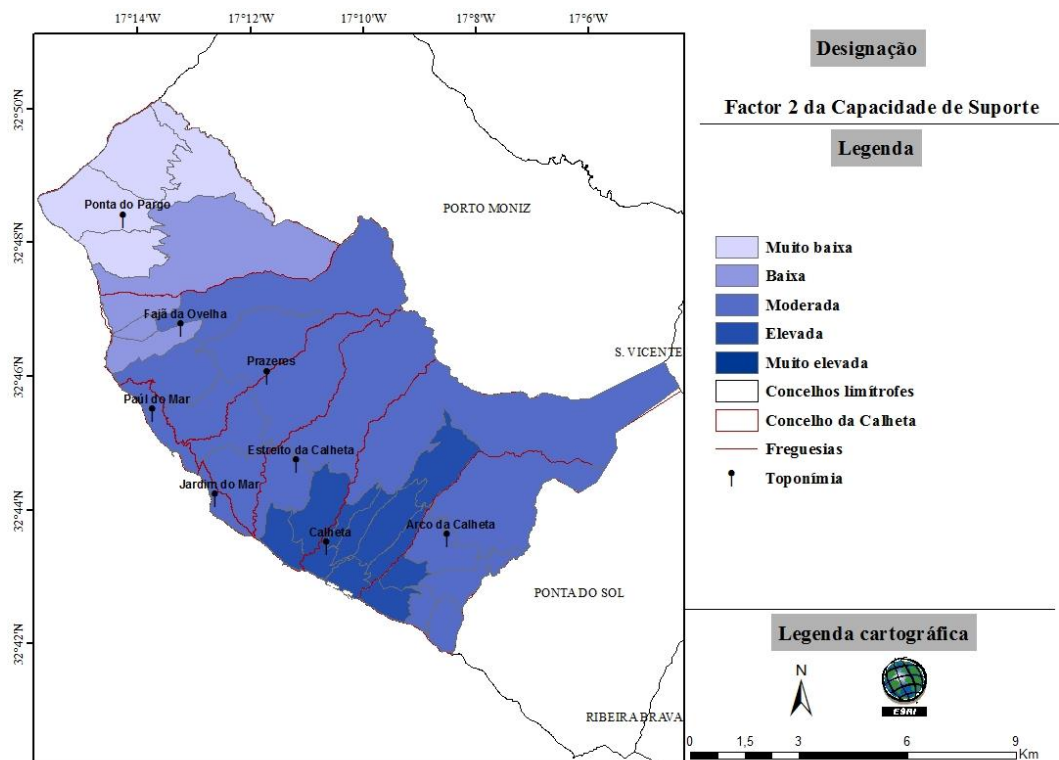 17°14'W
17°12'W
17°10'W
17°8'W
17°6'W
32°50'N
32°48'N
32°46'N
32°44'N
32°42'N
Ponta do Pargo
PORTO MONIZ
Fajã da Ovelha
S. VICENTE
Prazeres
Paúl do Mar
Estreito da Calheta
Jardim do Mar
Calheta
Arco da Calheta
PONTA DO SOL
RIBEIRA BRAVA
Designação
Factor 2 da Capacidade de Suporte
Legenda
Muito baixa
Baixa
Moderada
Elevada
Muito elevada
Concelhos limítrofes
Concelho da Calheta
Freguesias
Toponímia
Legenda cartográfica
N
ESRI
0 1,5 3 6 9
Km